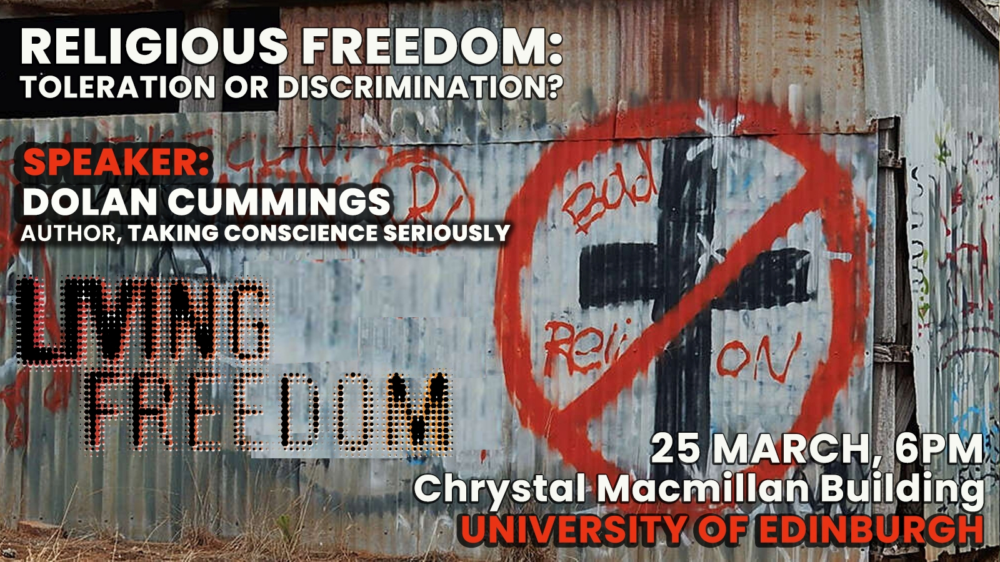 RELIGIOUS FREEDOM:
TOLERATION OR DISCRIMINATION?
SPEAKER:
DOLAN CUMMINGS
AUTHOR, TAKING CONSCIENCE SERIOUSLY
LIVING
FREEDOM
R
Bad
Reli ON
25 MARCH, 6PM
Chrystal Macmillan Building
UNIVERSITY OF EDINBURGH